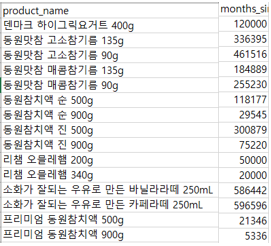 product_name months_sin
덴마크 하이그릭요거트 400g 120000
동원맛참 고소참기름 135g 336395
동원맛참 고소참기름 90g 461516
동원맛참 매콤참기름 135g 184889
동원맛참 매콤참기름 90g 255230
동원참치액 순 500g 118177
동원참치액 순 900g 29545
동원참치액 진 500g 300879
동원참치액 진 900g 75220
리챔 오믈레햄 200g 50000
리챔 오믈레햄 340g 20000
소화가 잘되는 우유로 만든 바닐라라떼 250mL 586442
소화가 잘되는 우유로 만든 카페라떼 250mL 596596
프리미엄 동원참치액 500g 21346
프리미엄 동원참치액 900g 5336